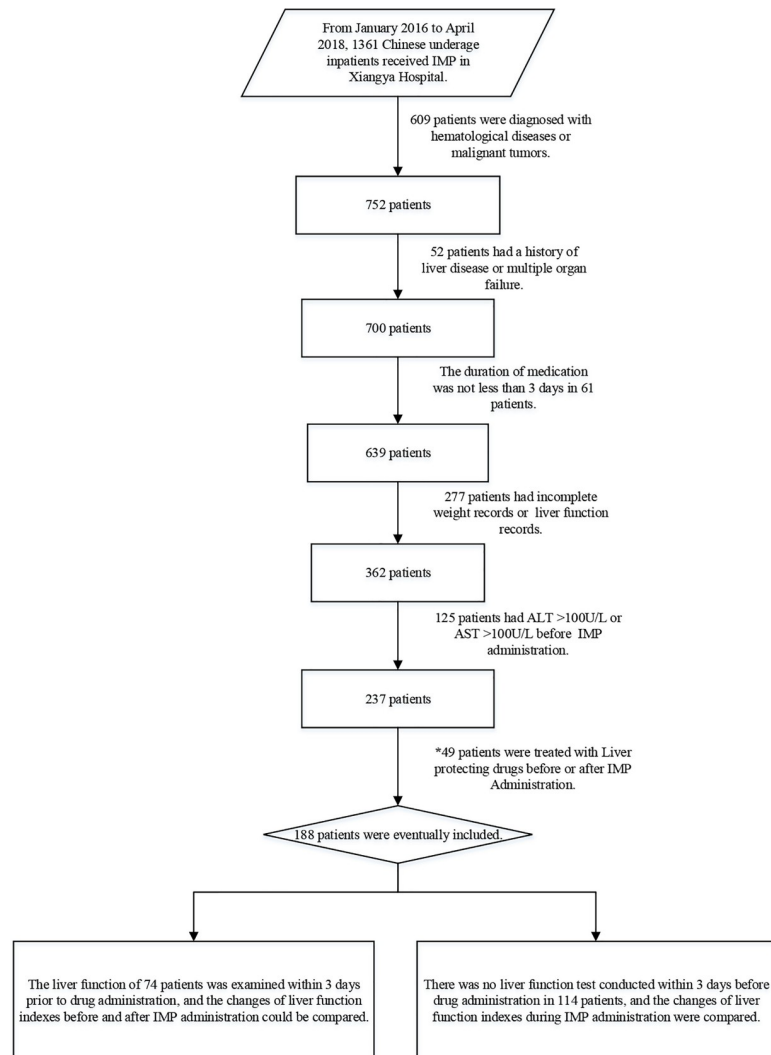 From January 2016 to April
2018, 1361 Chinese underage
inpatients received IMP in
Xiangya Hospital.
609 patients were diagnosed with
hematological diseases or
malignant tumors.
752 patients
52 patients had a history of
liver disease or multiple organ
failure.
700 patients
The duration of medication
was not less than 3 days in 61
patients.
639 patients
277 patients had incomplete
weight records or liver function
records.
362 patients
125 patients had ALT >100U/L or
AST >100U/L before IMP
administration.
237 patients
*49 patients were treated with Liver
protecting drugs before or after IMP
Administration.
188 patients were eventually included.
The liver function of 74 patients was examined within 3 days
prior to drug administration, and the changes of liver function
indexes before and after IMP administration could be compared.
There was no liver function test conducted within 3 days before
drug administration in 114 patients, and the changes of liver
function indexes during IMP administration were compared.